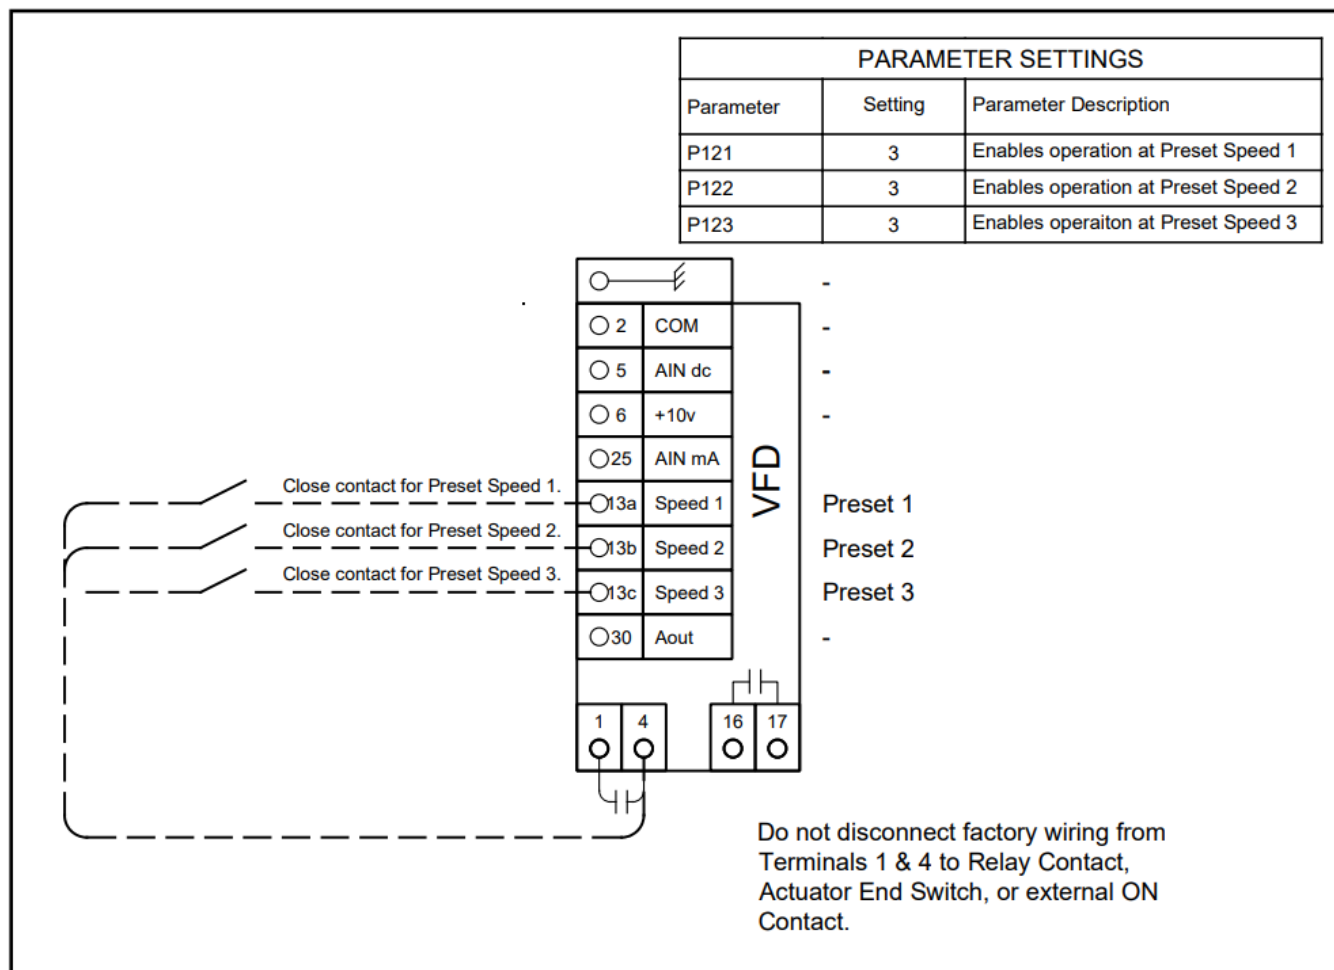 PARAMETER SETTINGS
Parameter Setting Parameter Description
P121 3 Enables operation at Preset Speed 1
P122 3 Enables operation at Preset Speed 2
P123 3 Enables operaiton at Preset Speed 3
-
2 COM -
5 AIN dc -
6 +10v -
25 AIN mA
VFD
Close contact for Preset Speed 1. 13a Speed 1 Preset 1
Close contact for Preset Speed 2. 13b Speed 2 Preset 2
Close contact for Preset Speed 3. 13c Speed 3 Preset 3
30 Aout -
1 4 16 17
Do not disconnect factory wiring from
Terminals 1 & 4 to Relay Contact,
Actuator End Switch, or external ON
Contact.